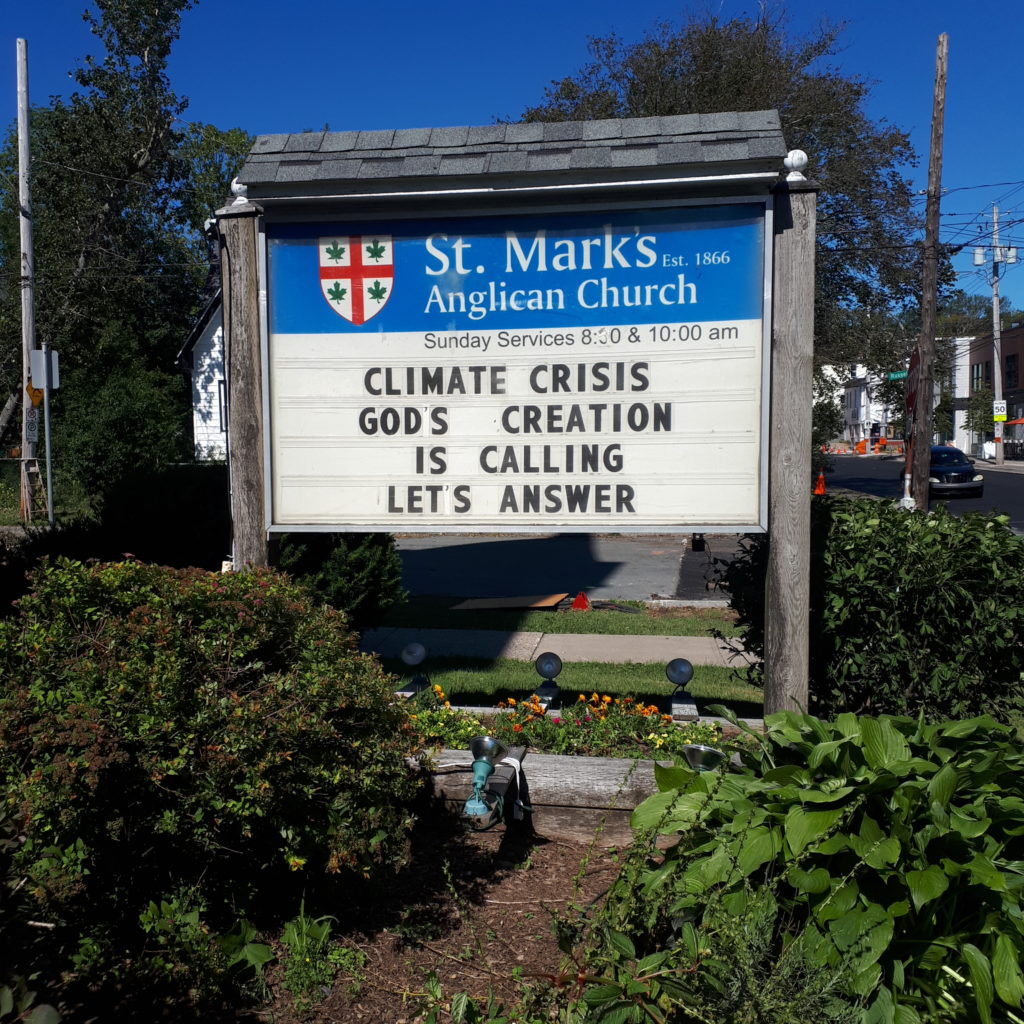 St. Mark's Est. 1866
Anglican Church
Sunday Services 8:30 & 10:00 am
CLIMATE CRISIS
GOD'S CREATION
IS CALLING
LET'S ANSWER
50